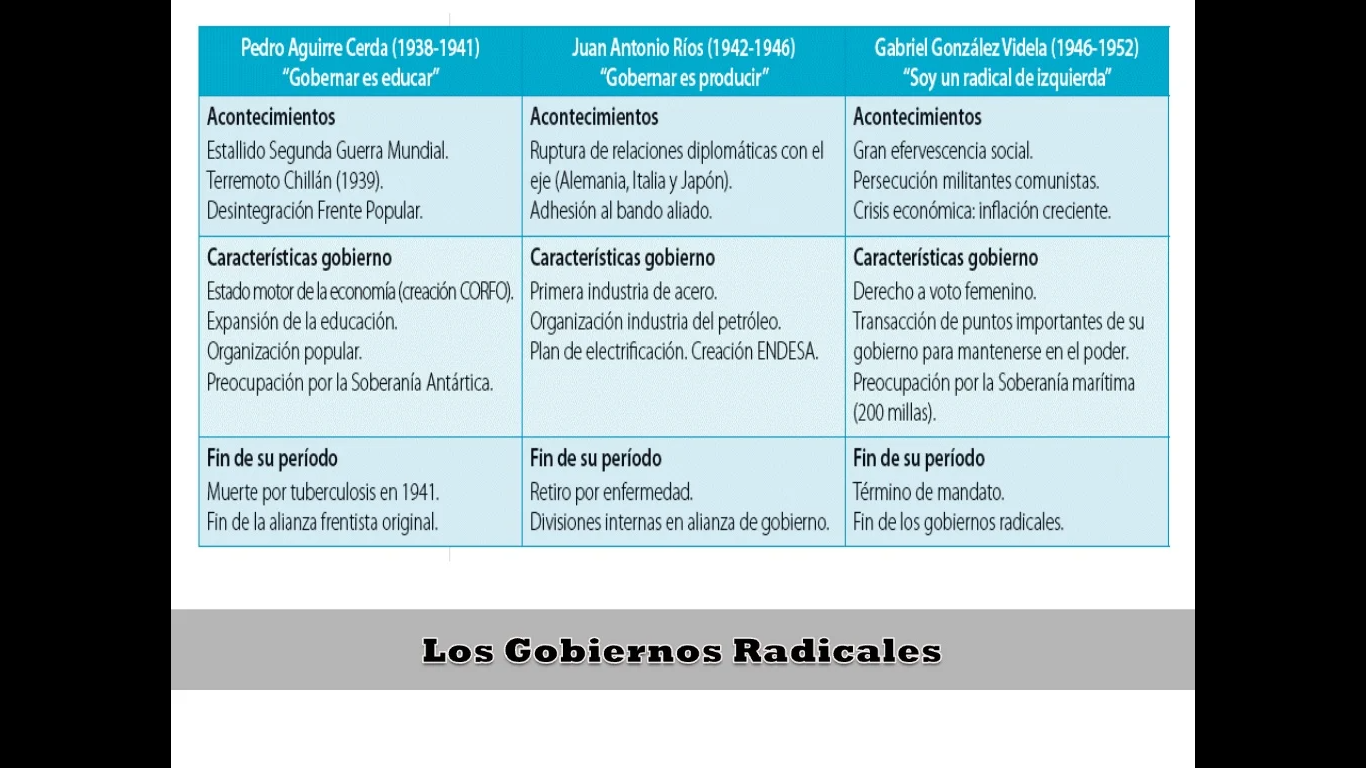 Pedro Aguirre Cerda (1938-1941)
“Gobernar es educar”
Acontecimientos
Estallido Segunda Guerra Mundial.
Terremoto Chillán (1939).
Desintegración Frente Popular.
Características gobierno
Estado motor de la economía (creación CORFO).
Expansión de la educación.
Organización popular.
Preocupación por la Soberanía Antártica.
Fin de su período
Muerte por tuberculosis en 1941.
Fin de la alianza frentista original.
Juan Antonio Ríos (1942-1946)
“Gobernar es producir”
Acontecimientos
Ruptura de relaciones diplomáticas con el
eje (Alemania, Italia y Japón).
Adhesión al bando aliado.
Características gobierno
Primera industria de acero.
Organización industria del petróleo.
Plan de electrificación. Creación ENDESA.
Fin de su período
Retiro por enfermedad.
Divisiones internas en alianza de gobierno.
Gabriel González Videla (1946-1952)
“Soy un radical de izquierda”
Acontecimientos
Gran efervescencia social.
Persecución militantes comunistas.
Crisis económica: inflación creciente.
Características gobierno
Derecho a voto femenino.
Transacción de puntos importantes de su
gobierno para mantenerse en el poder.
Preocupación por la Soberanía marítima
(200 millas).
Fin de su período
Término de mandato.
Fin de los gobiernos radicales.
Los Gobiernos Radicales